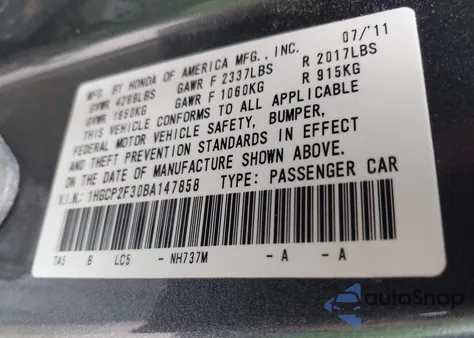 MFG. BY HONDA OF AMERICA MFG., INC. 07/'11
GVWR 4299LBS GAWR F 2337LBS R 2017LBS
GVWR 1950KG GAWR F 1060KG R 915KG
THIS VEHICLE CONFORMS TO ALL APPLICABLE
FEDERAL MOTOR VEHICLE SAFETY, BUMPER,
AND THEFT PREVENTION STANDARDS IN EFFECT
ON THE DATE OF MANUFACTURE SHOWN ABOVE.
V.I.N.: 1HGCP2F30BA147858 TYPE: PASSENGER CAR
TA5 B LC5 - NH737M - A - A
autoSnap